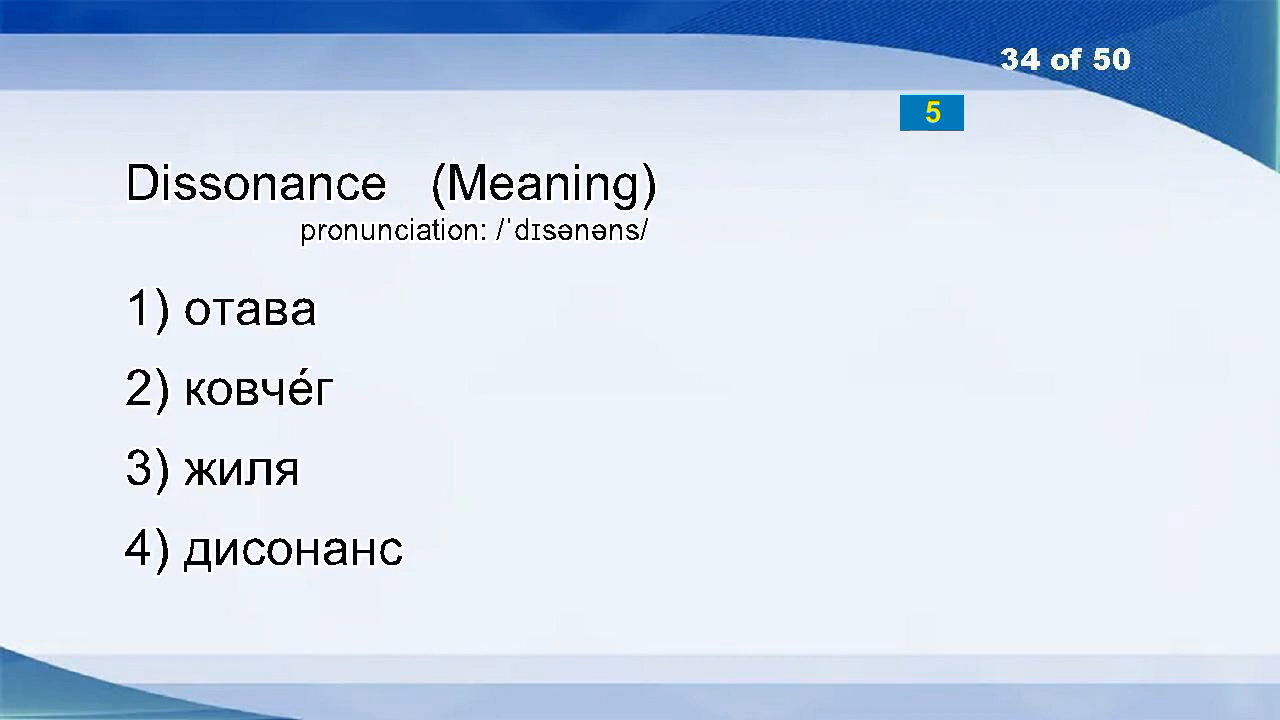 34 of 50
5
Dissonance (Meaning)
pronunciation: /ˈdɪsənəns/
1) отава
2) ковче́г
3) жиля
4) дисонанс